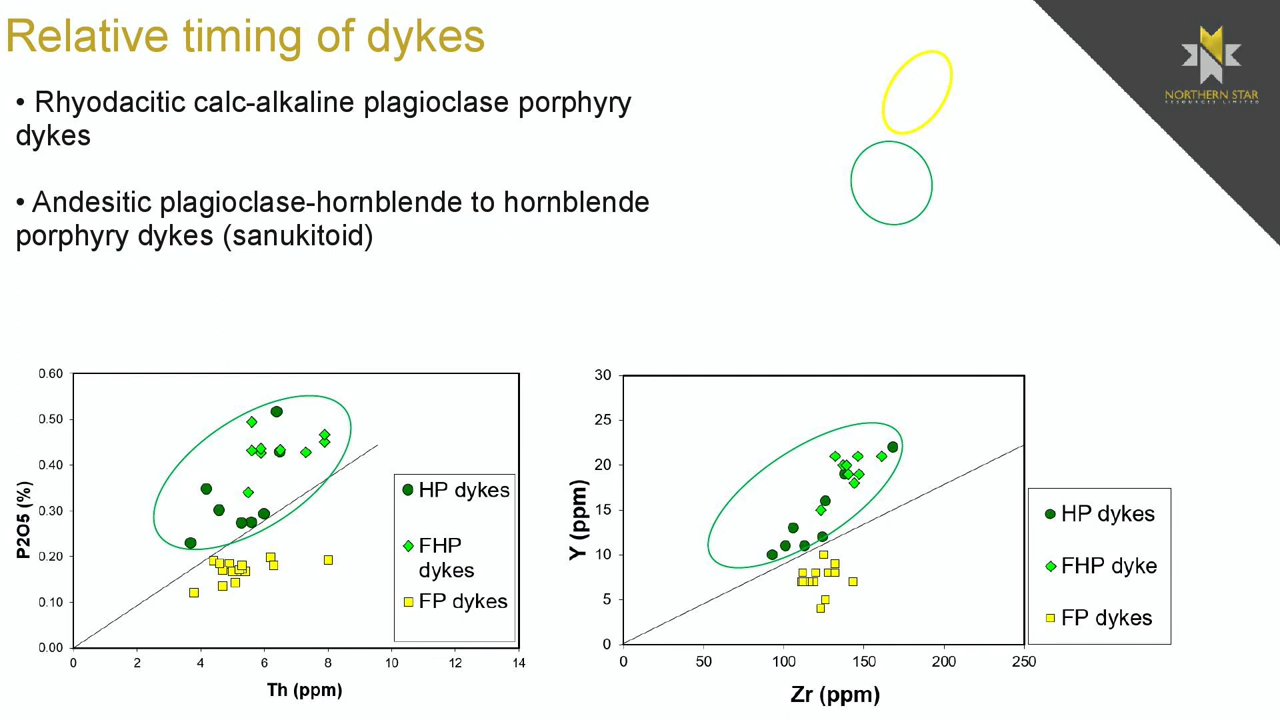 Relative timing of dykes
• Rhyodacitic calc-alkaline plagioclase porphyry
dykes
• Andesitic plagioclase-hornblende to hornblende
porphyry dykes (sanukitoid)
NORTHERN STAR
RESOURCES LIMITED
0.60
0.50
0.40
0.30
0.20
0.10
0.00
P2O5 (%)
0
2
4
6
8
10
12
14
Th (ppm)
HP dykes
FHP
dykes
FP dykes
30
25
20
15
10
5
0
Y (ppm)
0
50
100
150
200
250
Zr (ppm)
HP dykes
FHP dyke
FP dykes